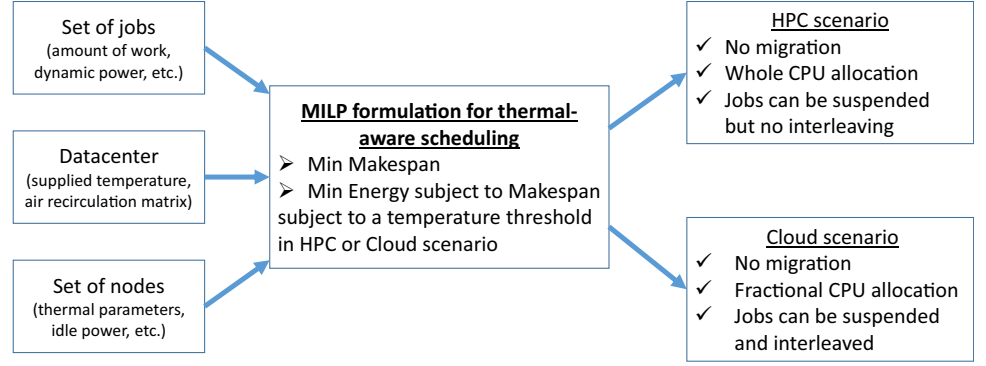 Set of jobs
(amount of work,
dynamic power, etc.)
Datacenter
(supplied temperature,
air recirculation matrix)
Set of nodes
(thermal parameters,
idle power, etc.)
MILP formulation for thermal-
aware scheduling
➢ Min Makespan
➢ Min Energy subject to Makespan
subject to a temperature threshold
in HPC or Cloud scenario
HPC scenario
✓ No migration
✓ Whole CPU allocation
✓ Jobs can be suspended
but no interleaving
Cloud scenario
✓ No migration
✓ Fractional CPU allocation
✓ Jobs can be suspended
and interleaved